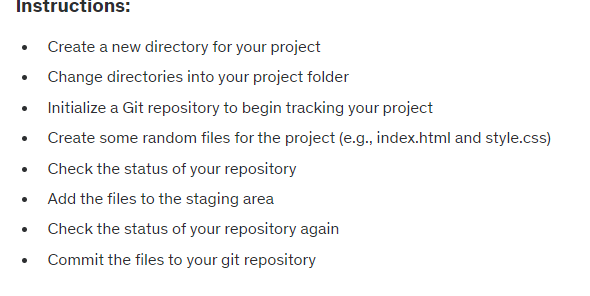 Instructions:
Create a new directory for your project
Change directories into your project folder
Initialize a Git repository to begin tracking your project
Create some random files for the project (e.g., index.html and style.css)
Check the status of your repository
Add the files to the staging area
Check the status of your repository again
Commit the files to your git repository